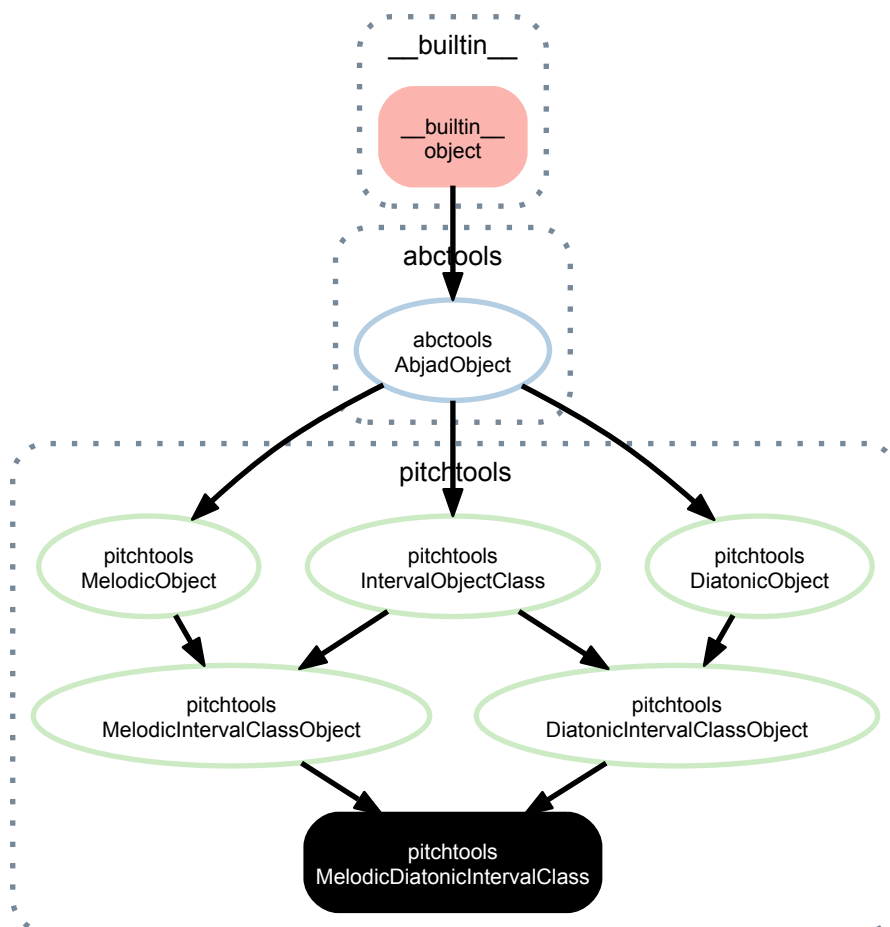 __builtin__
__builtin__
object
abctools
abctools
AbjadObject
pitchtools
pitchtools
MelodicObject
pitchtools
IntervalObjectClass
pitchtools
DiatonicObject
pitchtools
MelodicIntervalClassObject
pitchtools
DiatonicIntervalClassObject
pitchtools
MelodicDiatonicIntervalClass